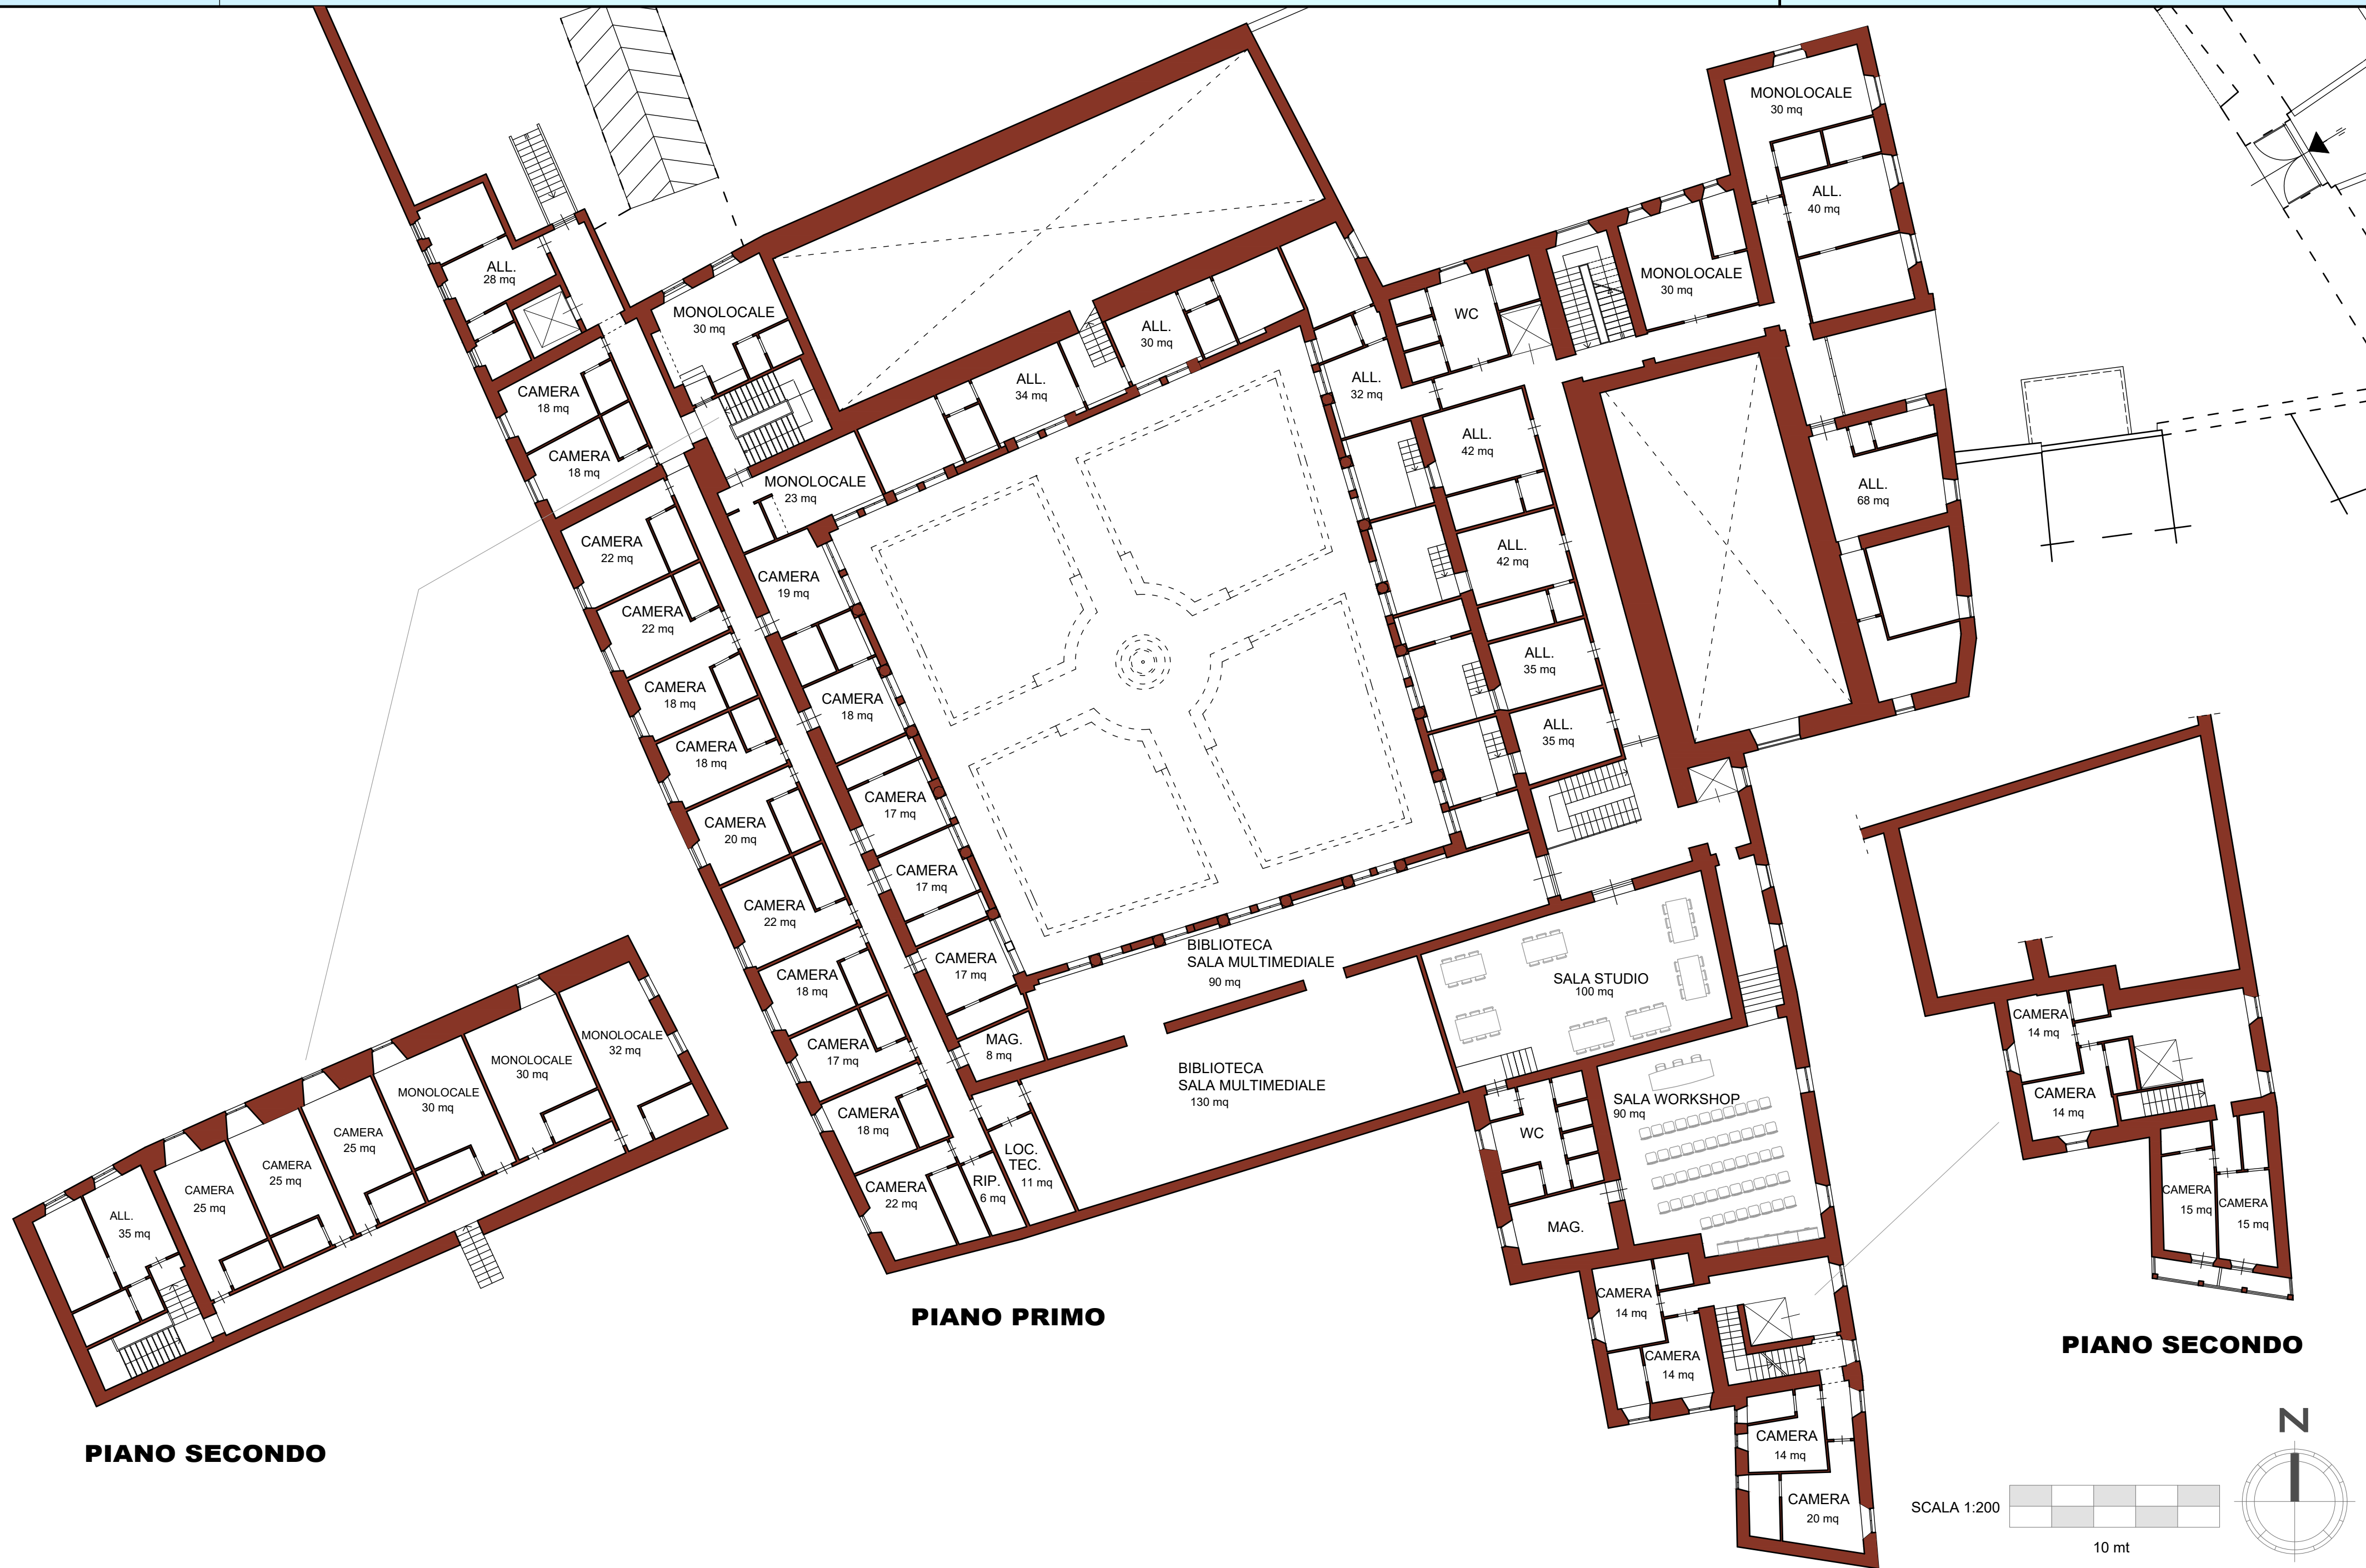 MONOLOCALE
30 mq
ALL.
40 mq
ALL.
28 mq
MONOLOCALE
30 mq
MONOLOCALE
30 mq
WC
ALL.
30 mq
ALL.
34 mq
ALL.
32 mq
CAMERA
18 mq
CAMERA
18 mq
ALL.
42 mq
MONOLOCALE
23 mq
ALL.
68 mq
CAMERA
22 mq
ALL.
42 mq
CAMERA
19 mq
CAMERA
22 mq
ALL.
35 mq
CAMERA
18 mq
CAMERA
18 mq
ALL.
35 mq
CAMERA
18 mq
CAMERA
17 mq
CAMERA
20 mq
CAMERA
17 mq
CAMERA
22 mq
BIBLIOTECA
SALA MULTIMEDIALE
90 mq
CAMERA
17 mq
CAMERA
18 mq
SALA STUDIO
100 mq
CAMERA
17 mq
MAG.
8 mq
BIBLIOTECA
SALA MULTIMEDIALE
130 mq
SALA WORKSHOP
90 mq
CAMERA
18 mq
WC
LOC.
TEC.
11 mq
RIP.
6 mq
CAMERA
22 mq
MAG.
CAMERA
14 mq
CAMERA
14 mq
CAMERA
14 mq
CAMERA
20 mq
PIANO PRIMO
MONOLOCALE
32 mq
MONOLOCALE
30 mq
MONOLOCALE
30 mq
CAMERA
25 mq
CAMERA
25 mq
CAMERA
25 mq
ALL.
35 mq
PIANO SECONDO
CAMERA
14 mq
CAMERA
14 mq
CAMERA
15 mq
CAMERA
15 mq
PIANO SECONDO
N
SCALA 1:200
10 mt